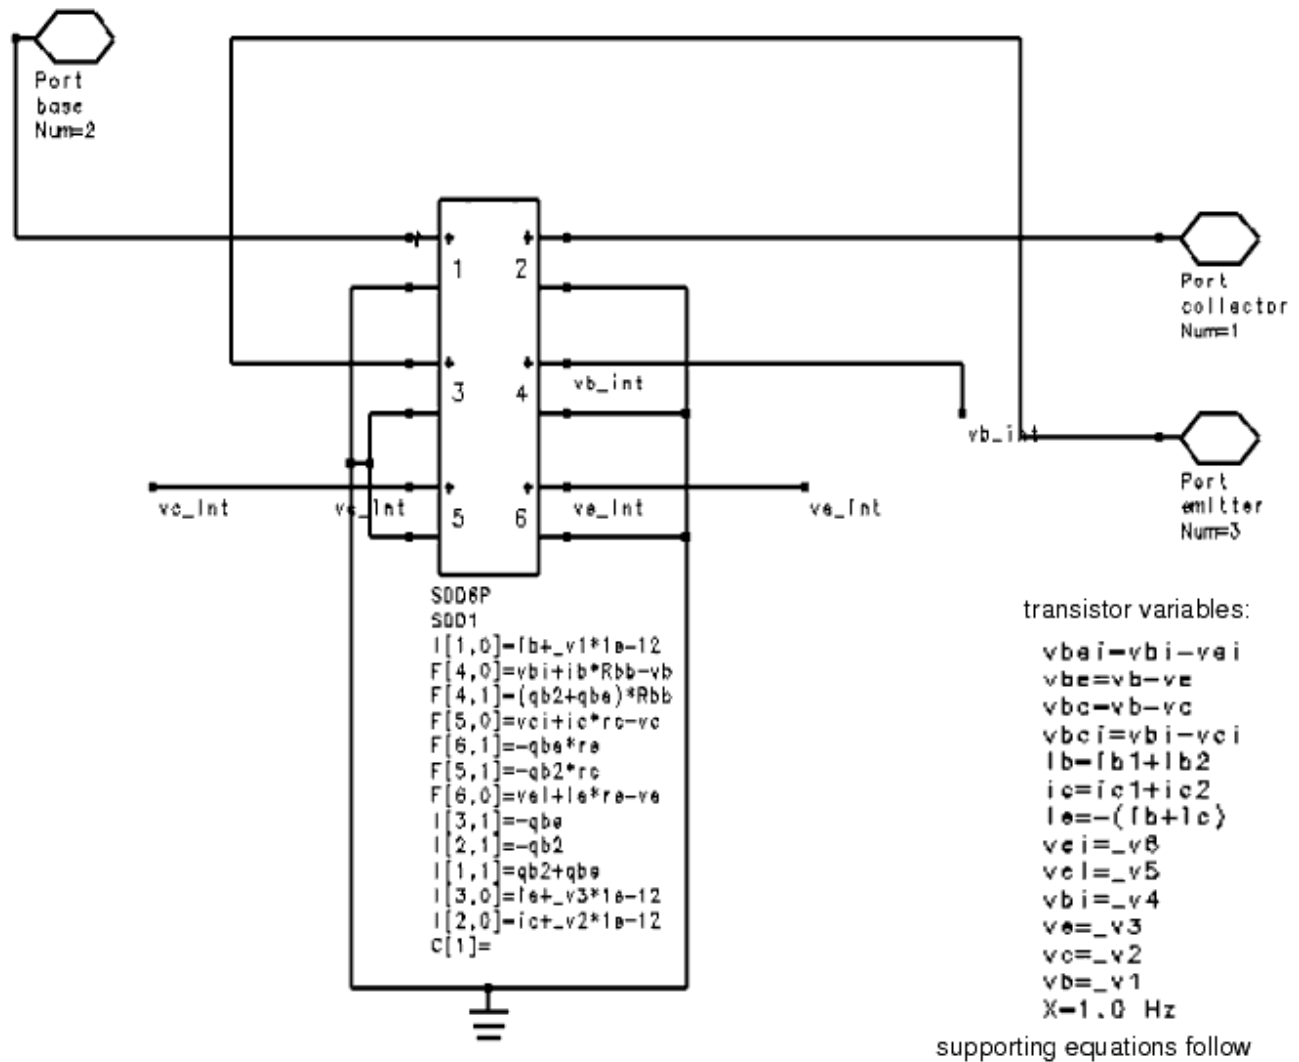 Port
base
Num=2
1
2
Port
collector
Num=1
3
4
vb_int
vb_int
Port
emitter
Num=3
vc_int
vc_int
5
6
ve_int
ve_int
SDD6P
SDD1
I[1,0]=ib+_v1*1e-12
F[4,0]=vbi+ib*Rbb-vb
F[4,1]=(qb2+qbe)*Rbb
F[5,0]=vci+ic*rc-vc
F[6,1]=-qbe*re
F[5,1]=-qb2*rc
F[6,0]=vei+ie*re-ve
I[3,1]=-qbe
I[2,1]=-qb2
I[1,1]=qb2+qbe
I[3,0]=ie+_v3*1e-12
I[2,0]=ic+_v2*1e-12
C[1]=
transistor variables:
vbei=vbi-vei
vbe=vb-ve
vbc=vb-vc
vbci=vbi-vci
ib=ib1+ib2
ic=ic1+ic2
ie=-(ib+ic)
vei=_v6
vci=_v5
vbi=_v4
ve=_v3
vc=_v2
vb=_v1
X=1.0 Hz
supporting equations follow